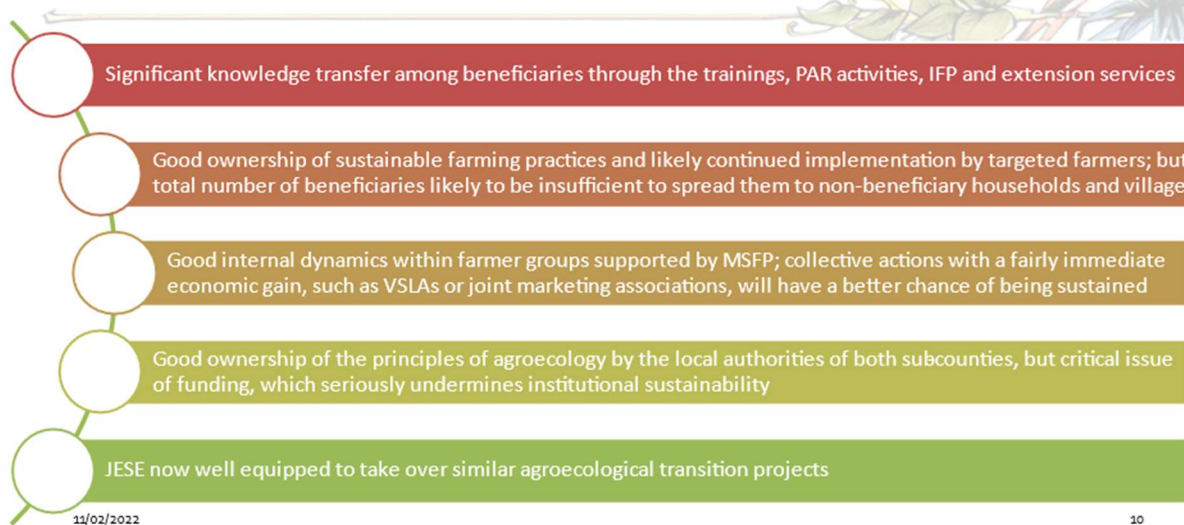 Significant knowledge transfer among beneficiaries through the trainings, PAR activities, IFP and extension services
Good ownership of sustainable farming practices and likely continued implementation by targeted farmers; but
total number of beneficiaries likely to be insufficient to spread them to non-beneficiary households and village
Good internal dynamics within farmer groups supported by MSFP; collective actions with a fairly immediate
economic gain, such as VSLAs or joint marketing associations, will have a better chance of being sustained
Good ownership of the principles of agroecology by the local authorities of both subcounties, but critical issue
of funding, which seriously undermines institutional sustainability
JESE now well equipped to take over similar agroecological transition projects
11/02/2022
10